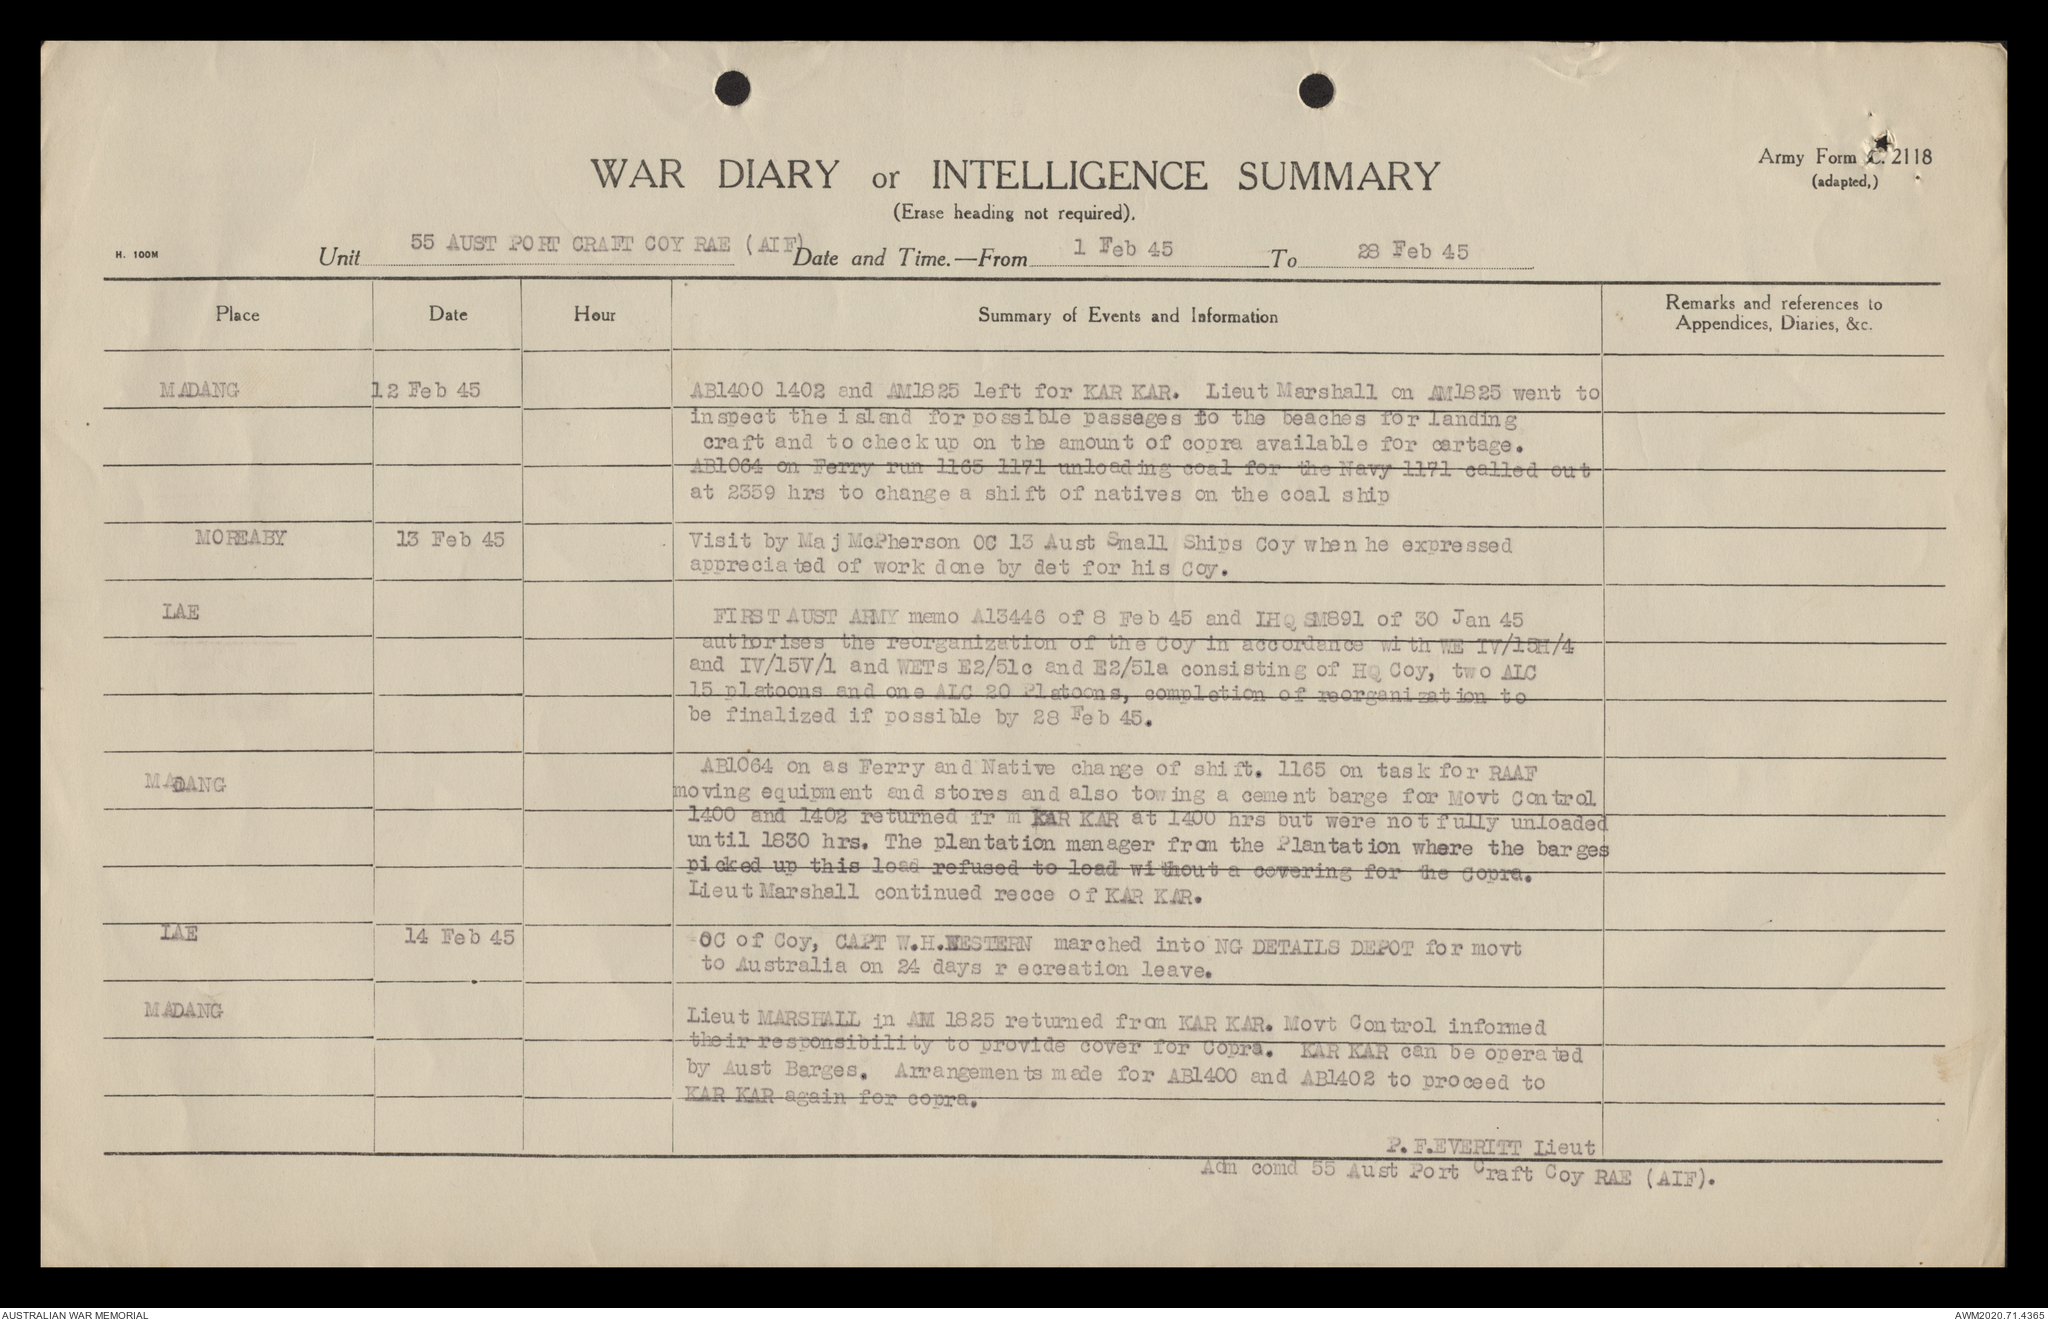 WAR DIARY or INTELLIGENCE SUMMARY
(Erase heading not required).
Army Form C. 2118
(adapted,)
H. 100M
Unit 55 AUST PORT CRAFT COY RAE (AIF) Date and Time.—From 1 Feb 45 To 28 Feb 45
Place Date Hour Summary of Events and Information Remarks and references to Appendices, Diaries, &c.
MADANG 12 Feb 45 AB1400 1402 and AM1825 left for KAR KAR. Lieut Marshall on AM1825 went to
inspect the island for possible passages to the beaches for landing
craft and to check up on the amount of copra available for cartage.
AB1064 on Ferry run 1165 1171 unloading coal for the Navy 1171 called out
at 2359 hrs to change a shift of natives on the coal ship
MOREABY 13 Feb 45 Visit by Maj McPherson OC 13 Aust Small Ships Coy when he expressed
appreciated of work done by det for his Coy.
LAE FIRST AUST ARMY memo A13446 of 8 Feb 45 and LHQ SM891 of 30 Jan 45
authorises the reorganization of the Coy in accordance with WE IV/15H/4
and IV/15V/1 and WETs E2/51c and E2/51a consisting of HQ Coy, two ALC
15 platoons and one ALC 20 Platoons, completion of reorganization to
be finalized if possible by 28 Feb 45.
MADANG AB1064 on as Ferry and Native change of shift. 1165 on task for RAAF
moving equipment and stores and also towing a cement barge for Movt Control
1400 and 1402 returned fr m KAR KAR at 1400 hrs but were not fully unloaded
until 1830 hrs. The plantation manager from the Plantation where the barges
picked up this load refused to load without a covering for the Copra.
Lieut Marshall continued recce of KAR KAR.
LAE 14 Feb 45 OC of Coy, CAPT W.H.WESTERN marched into NG DETAILS DEPOT for movt
to Australia on 24 days r ecreation leave.
MADANG Lieut MARSHALL in AM 1825 returned from KAR KAR. Movt Control informed
their responsibility to provide cover for Copra. KAR KAR can be operated
by Aust Barges. Arrangements made for AB1400 and AB1402 to proceed to
KAR KAR again for copra.
P.F.EVERITT Lieut
Adm comd 55 Aust Port Craft Coy RAE (AIF).
AUSTRALIAN WAR MEMORIAL
AWM2020.71.4365